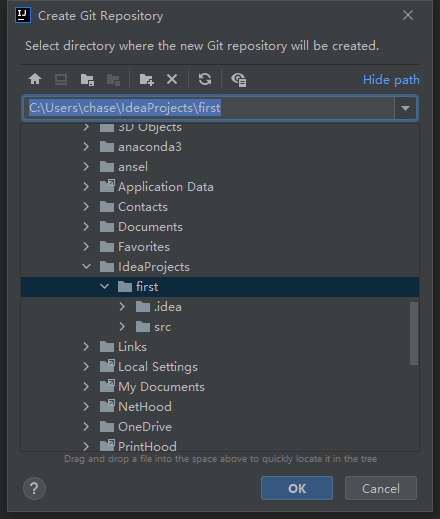 Create Git Repository
Select directory where the new Git repository will be created.
Hide path
C:\Users\chase\IdeaProjects\first
3D Objects
anaconda3
ansel
Application Data
Contacts
Documents
Favorites
IdeaProjects
first
.idea
src
Links
Local Settings
My Documents
NetHood
OneDrive
PrintHood
Drag and drop a file into the space above to quickly locate it in the tree
?
OK
Cancel